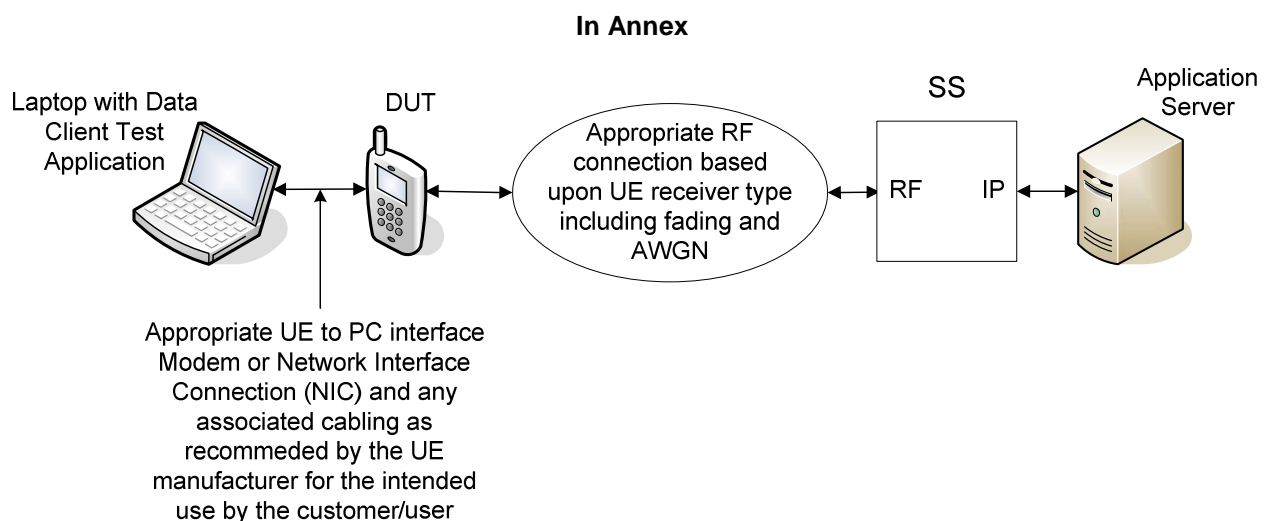 In Annex
Laptop with Data
Client Test
Application
DUT
Appropriate RF
connection based
upon UE receiver type
including fading and
AWGN
SS
RF IP
Application
Server
Appropriate UE to PC interface
Modem or Network Interface
Connection (NIC) and any
associated cabling as
recommeded by the UE
manufacturer for the intended
use by the customer/user